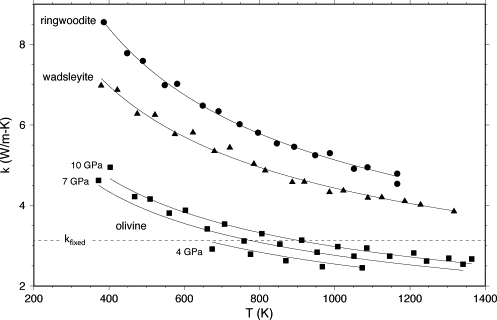 ringwoodite
8
wadsleyite
k (W/m-K)
6
10 GPa
7 GPa
4
olivine
k_fixed
4 GPa
2
200 400 600 800 1000 1200 1400
T (K)